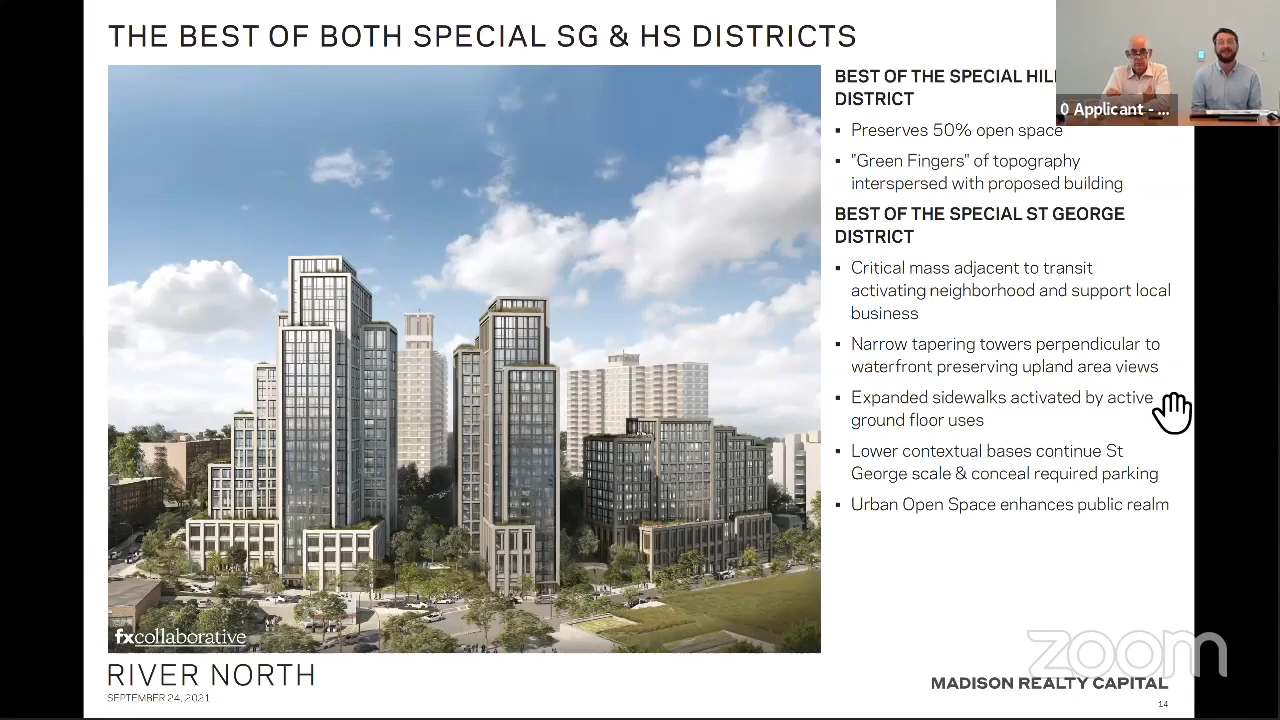 THE BEST OF BOTH SPECIAL SG & HS DISTRICTS
BEST OF THE SPECIAL
DISTRICT
▪ Preserves 50% open space
▪ "Green Fingers" of topography
interspersed with proposed building
BEST OF THE SPECIAL ST GEORGE
DISTRICT
▪ Critical mass adjacent to transit
activating neighborhood and support local
business
▪ Narrow tapering towers perpendicular to
waterfront preserving upland area views
▪ Expanded sidewalks activated by active
ground floor uses
▪ Lower contextual bases continue St
George scale & conceal required parking
▪ Urban Open Space enhances public realm
0 Applicant - ...
fxcollaborative
RIVER NORTH
SEPTEMBER 24, 2021
zoom
MADISON REALTY CAPITAL
14